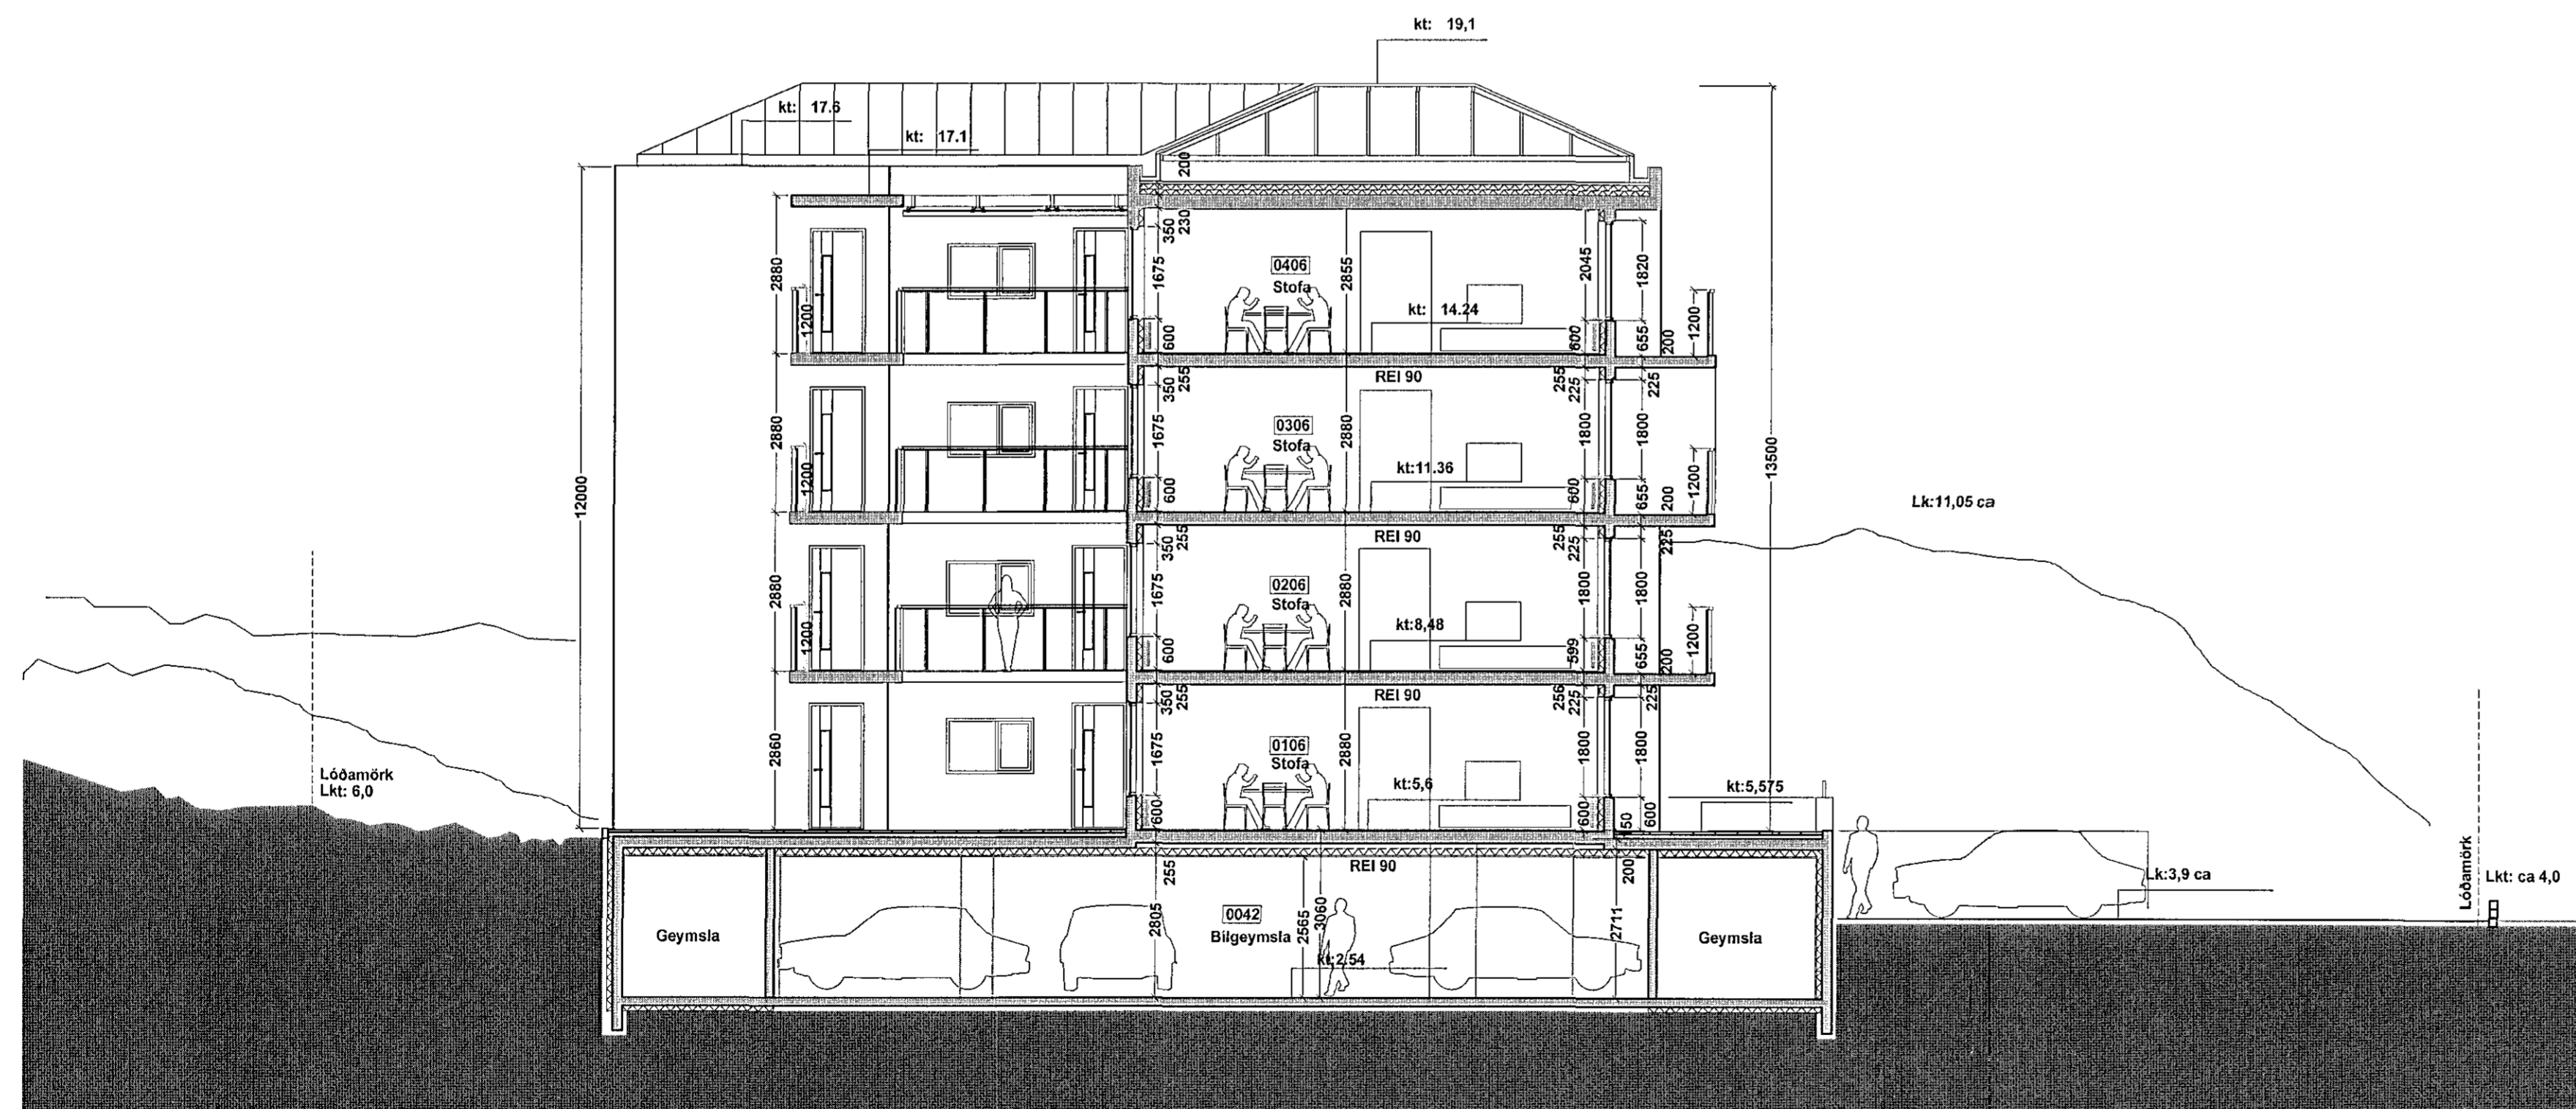 kt: 19,1
kt: 17.6
kt: 17.1
200
350
230
2880
1200
1675
600
0406
Stofa
2855
kt: 14.24
2045
600
1820
655
200
1200
REI 90
350
255
255
225
225
2880
1200
1675
600
0306
Stofa
2880
kt:11.36
1800
600
1800
655
200
1200
12000
13500
Lk:11,05 ca
REI 90
350
255
255
225
225
2880
1200
1675
600
0206
Stofa
2880
kt:8,48
1800
599
1800
655
200
1200
REI 90
350
255
256
225
225
2860
1675
600
0106
Stofa
2880
kt:5,6
1800
600
1800
600
150
kt:5,575
Lóðamörk
Lkt: 6,0
REI 90
255
200
Geymsla
2805
0042
Bílgeymsla
2565
3060
kt:2.54
2711
Geymsla
Lk:3,9 ca
Lóðamörk
Lkt: ca 4,0